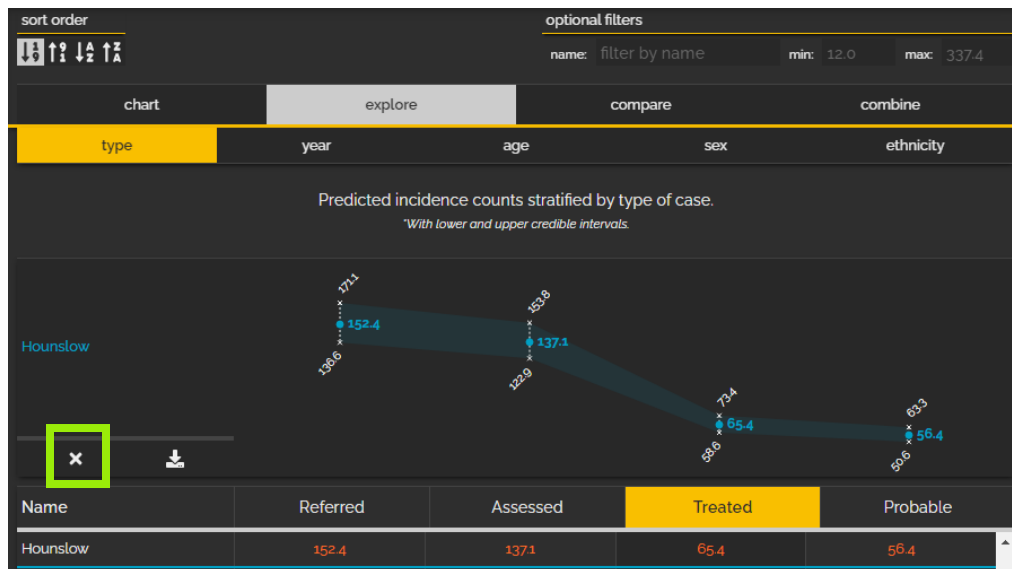 sort order
optional filters
name: filter by name min: 12.0 max: 337.4
chart explore compare combine
type year age sex ethnicity
Predicted incidence counts stratified by type of case.
*With lower and upper credible intervals.
Hounslow
171.1
152.4
136.6
153.8
137.1
122.9
73.4
65.4
58.6
63.3
56.4
50.6
Name Referred Assessed Treated Probable
Hounslow 152.4 137.1 65.4 56.4